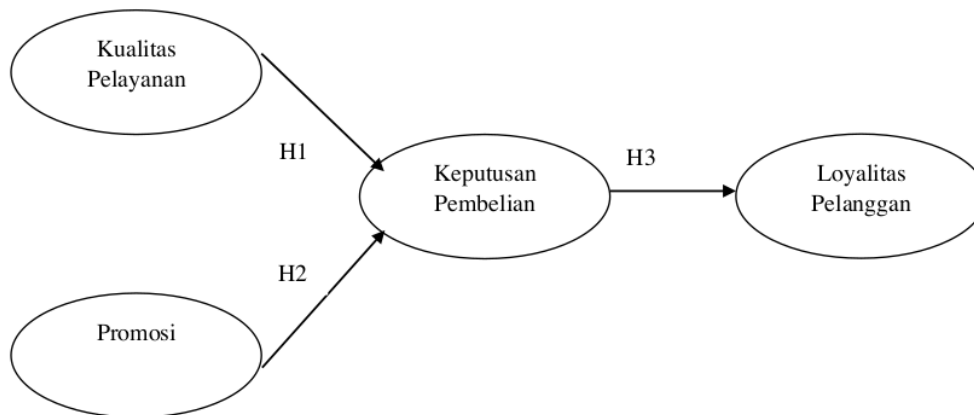 Kualitas
Pelayanan
H1
Keputusan
Pembelian
H3
Loyalitas
Pelanggan
H2
Promosi